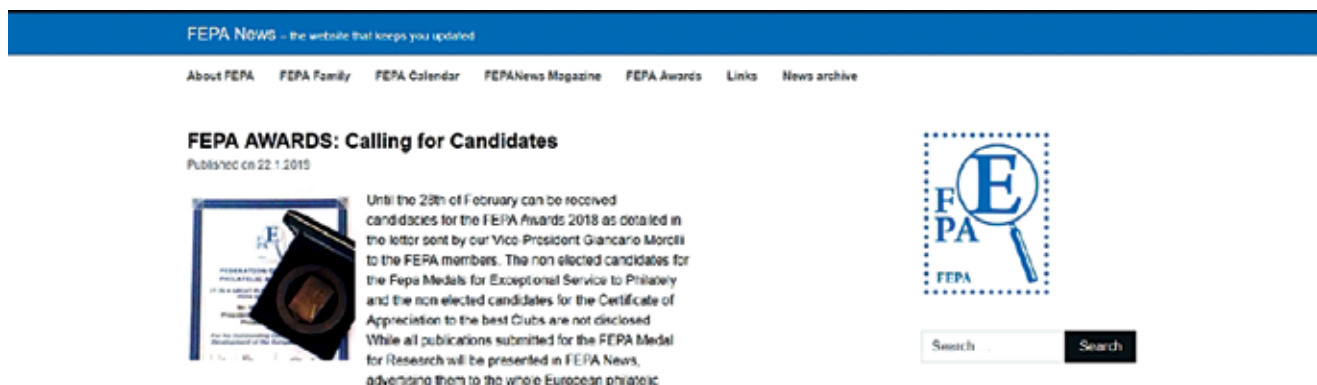 FEPA News – the website that keeps you updated
About FEPA FEPA Family FEPA Calendar FEPANews Magazine FEPA Awards Links News archive
FEPA AWARDS: Calling for Candidates
Published on 22.1.2019
Until the 28th of February can be received
candidacies for the FEPA Awards 2018 as detailed in
the letter sent by our Vice-President Giancarlo Morolli
to the FEPA members. The non elected candidates for
the Fepa Medals for Exceptional Service to Philately
and the non elected candidates for the Certificate of
Appreciation to the best Clubs are not disclosed
While all publications submitted for the FEPA Medal
for Research will be presented in FEPA News,
advertising them to the whole European philatelic
FEPA
FEPA
Search ...
Search